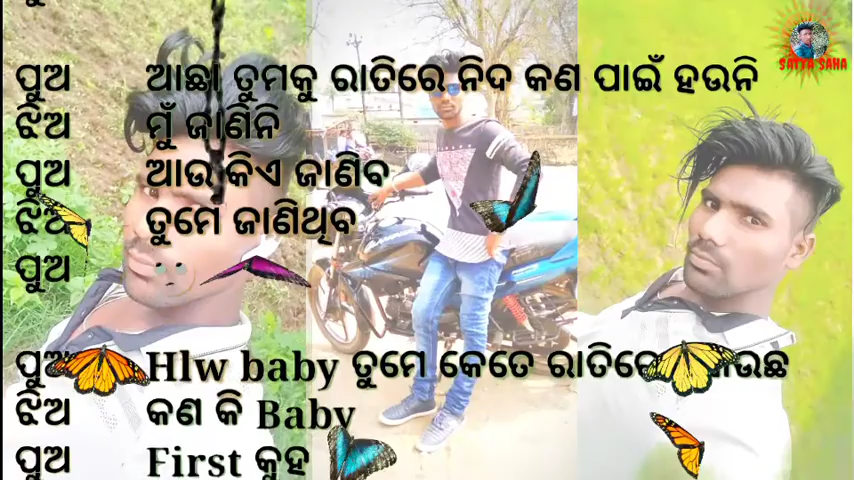 SATYA SAHA
ପୁଅ ଆଛା ତୁମକୁ ରାତିରେ ନିଦ କଣ ପାଇଁ ହଉନି
ଝିଅ ମୁଁ ଜାଣିନି
ପୁଅ ଆଉ କିଏ ଜାଣିବ
ଝିଅ ତୁମେ ଜାଣିଥିବ
ପୁଅ
ପୁଅ Hlw baby ତୁମେ କେତେ
ଝିଅ କଣ କି Baby
ପୁଅ First କୁହ